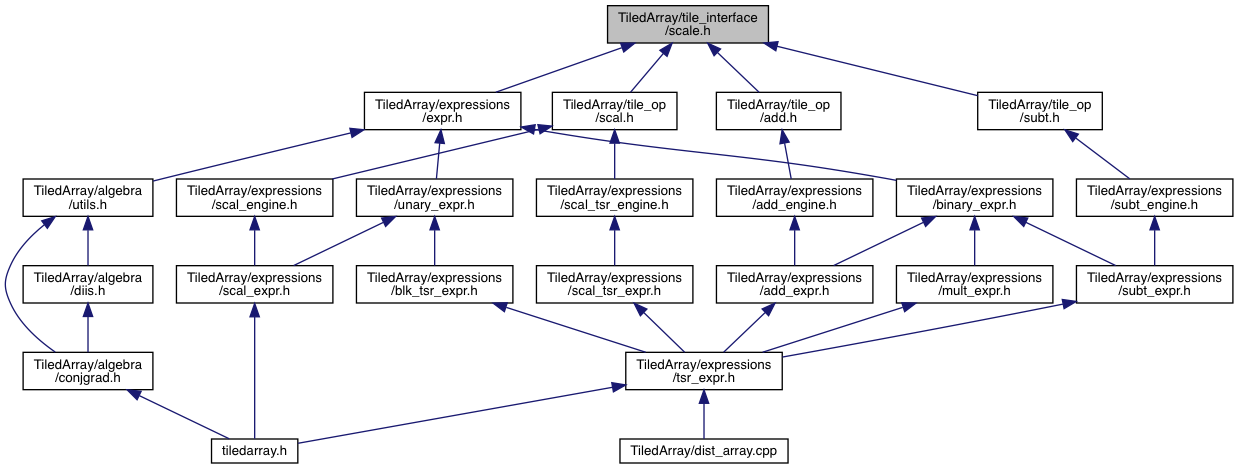 TiledArray/tile_interface
/scale.h
TiledArray/expressions
/expr.h
TiledArray/tile_op
/scal.h
TiledArray/tile_op
/add.h
TiledArray/tile_op
/subt.h
TiledArray/algebra
/utils.h
TiledArray/expressions
/scal_engine.h
TiledArray/expressions
/unary_expr.h
TiledArray/expressions
/scal_tsr_engine.h
TiledArray/expressions
/add_engine.h
TiledArray/expressions
/binary_expr.h
TiledArray/expressions
/subt_engine.h
TiledArray/algebra
/diis.h
TiledArray/expressions
/scal_expr.h
TiledArray/expressions
/blk_tsr_expr.h
TiledArray/expressions
/scal_tsr_expr.h
TiledArray/expressions
/add_expr.h
TiledArray/expressions
/mult_expr.h
TiledArray/expressions
/subt_expr.h
TiledArray/algebra
/conjgrad.h
TiledArray/expressions
/tsr_expr.h
tiledarray.h
TiledArray/dist_array.cpp